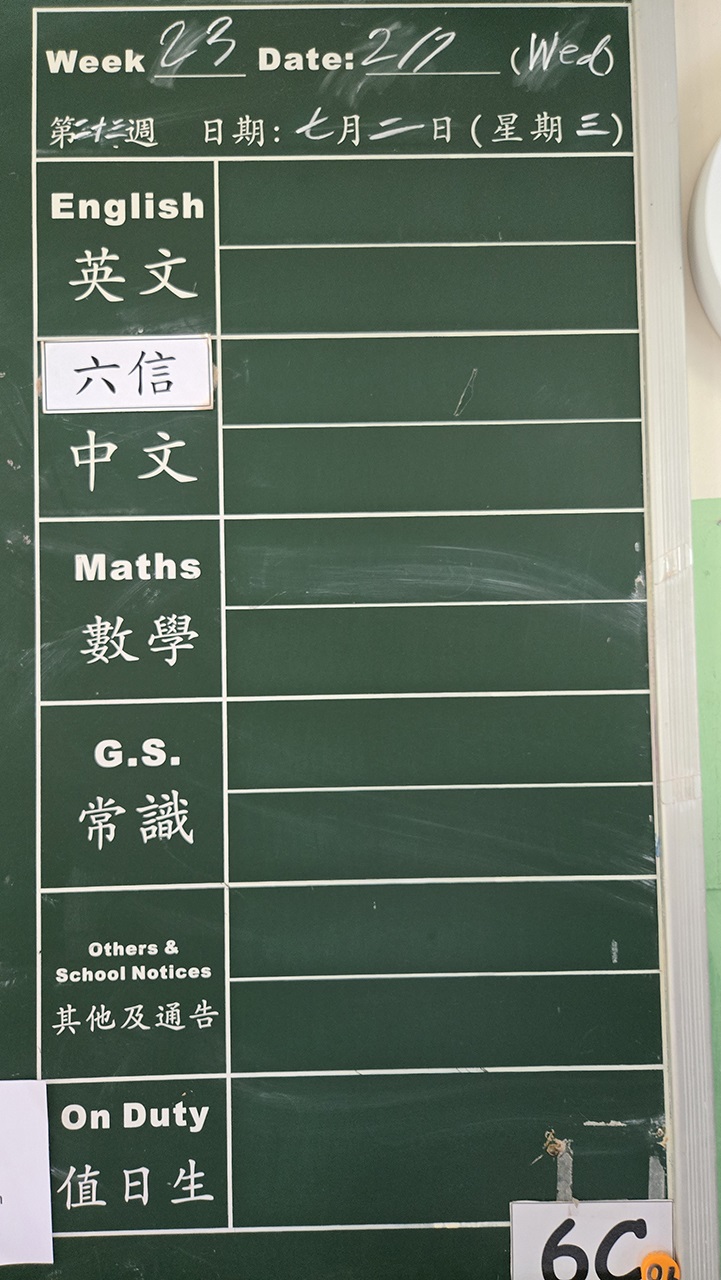 Week 23 Date: 2/7 (Wed)
第二十三週 日期: 七月二日(星期三)
English
英文
六信
中文
Maths
數學
G.S.
常識
Others &
School Notices
其他及通告
On Duty
值日生
6C